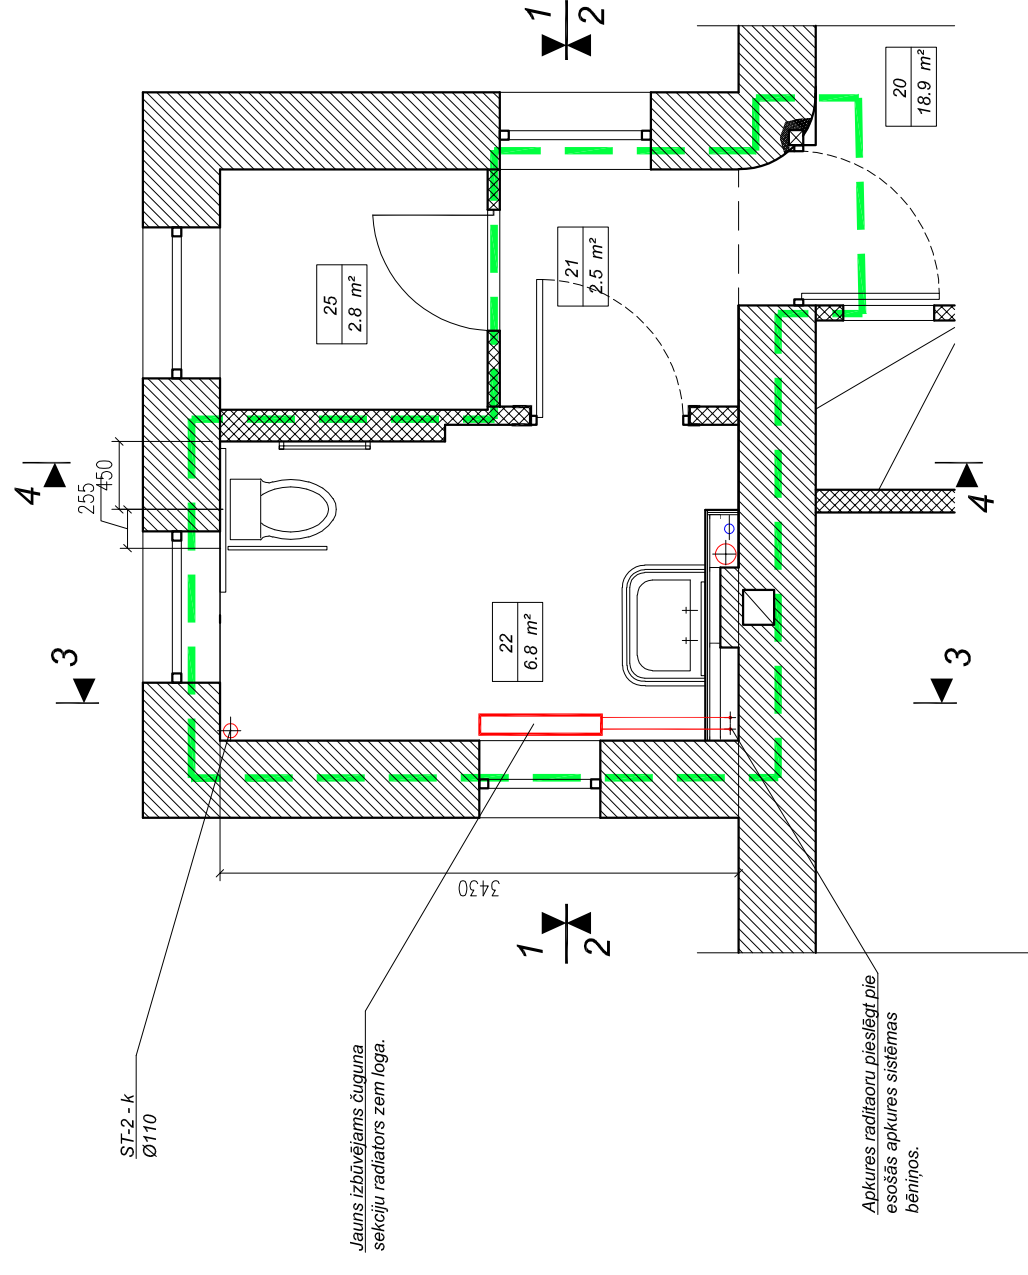 1
2
20
18.9 m²
21
2.5 m²
25
2.8 m²
4
255
450
4
3
22
6.8 m²
3
3430
1
2
ST-2 - k
Ø110
Jauns izbūvējams čuguna
sekciju radiators zem loga.
Apkures radītaoru pieslēgt pie
esošās apkures sistēmas
bēniņos.